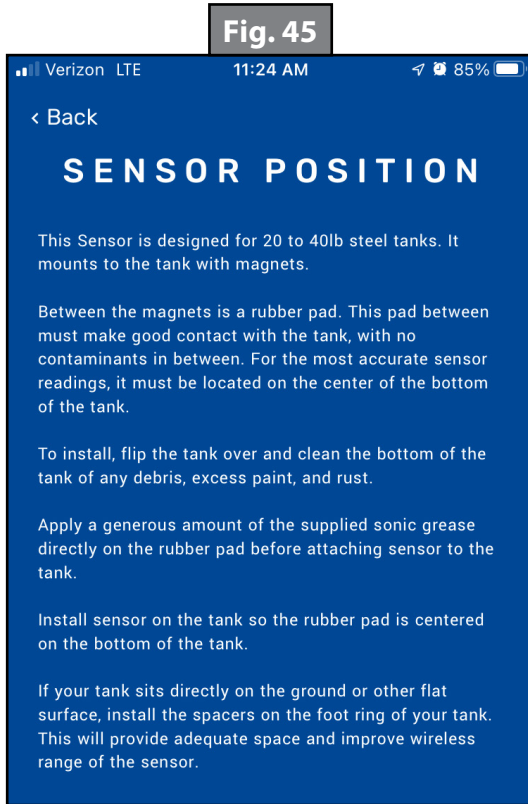 Fig. 45
Verizon LTE 11:24 AM 85%
< Back
SENSOR POSITION
This Sensor is designed for 20 to 40lb steel tanks. It
mounts to the tank with magnets.
Between the magnets is a rubber pad. This pad between
must make good contact with the tank, with no
contaminants in between. For the most accurate sensor
readings, it must be located on the center of the bottom
of the tank.
To install, flip the tank over and clean the bottom of the
tank of any debris, excess paint, and rust.
Apply a generous amount of the supplied sonic grease
directly on the rubber pad before attaching sensor to the
tank.
Install sensor on the tank so the rubber pad is centered
on the bottom of the tank.
If your tank sits directly on the ground or other flat
surface, install the spacers on the foot ring of your tank.
This will provide adequate space and improve wireless
range of the sensor.